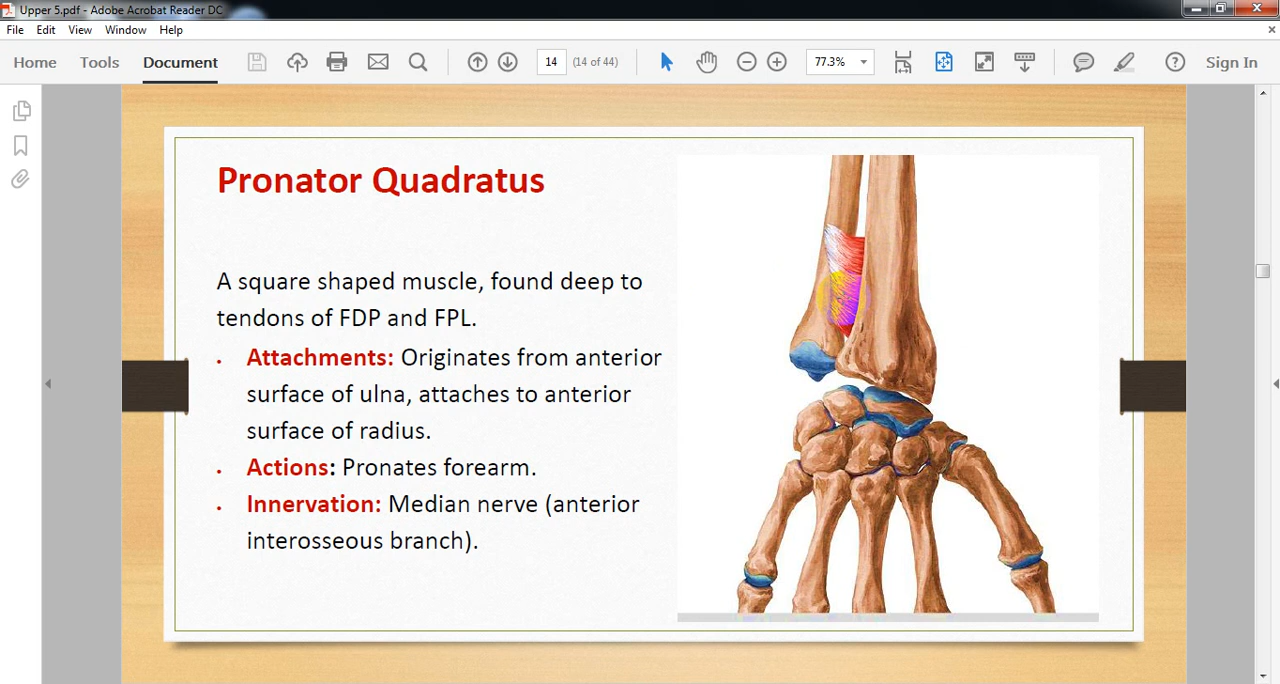 Upper 5.pdf - Adobe Acrobat Reader DC
File Edit View Window Help
Home Tools Document 14 (14 of 44) 77.3% Sign In
Pronator Quadratus
A square shaped muscle, found deep to
tendons of FDP and FPL.
• Attachments: Originates from anterior
surface of ulna, attaches to anterior
surface of radius.
• Actions: Pronates forearm.
• Innervation: Median nerve (anterior
interosseous branch).